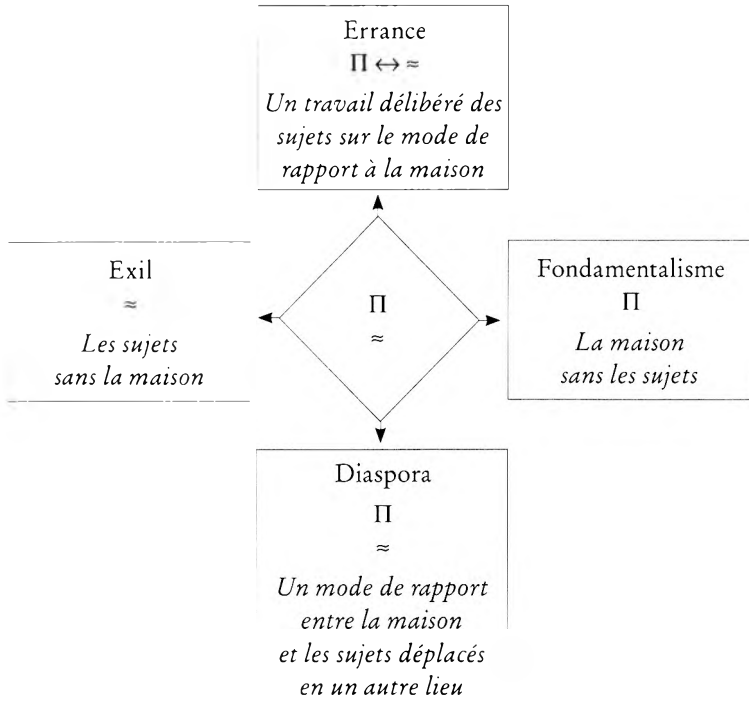 Errance
Π ↔ ≈
Un travail délibéré des
sujets sur le mode de
rapport à la maison
Exil
≈
Les sujets
sans la maison
Π
≈
Fondamentalisme
Π
La maison
sans les sujets
Diaspora
Π
≈
Un mode de rapport
entre la maison
et les sujets déplacés
en un autre lieu